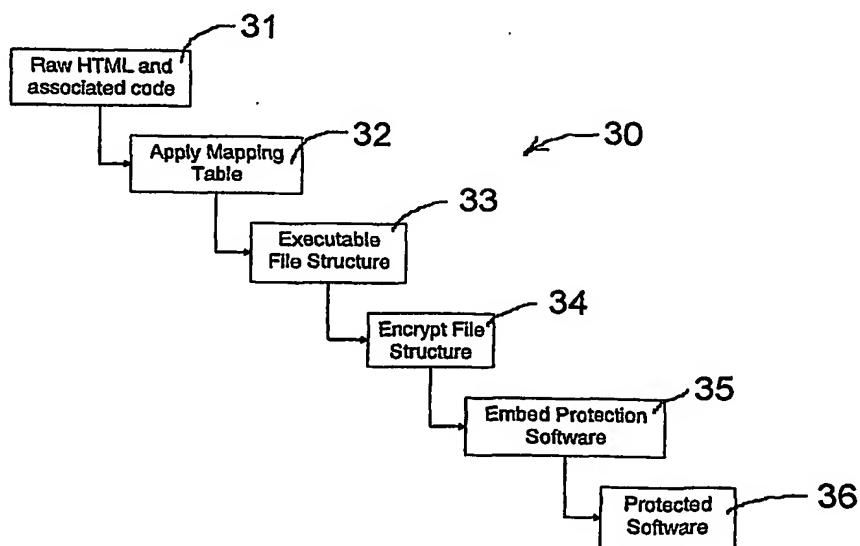 31
Raw HTML and
associated code
32
Apply Mapping
Table
30
33
Executable
File Structure
34
Encrypt File
Structure
35
Embed Protection
Software
36
Protected
Software